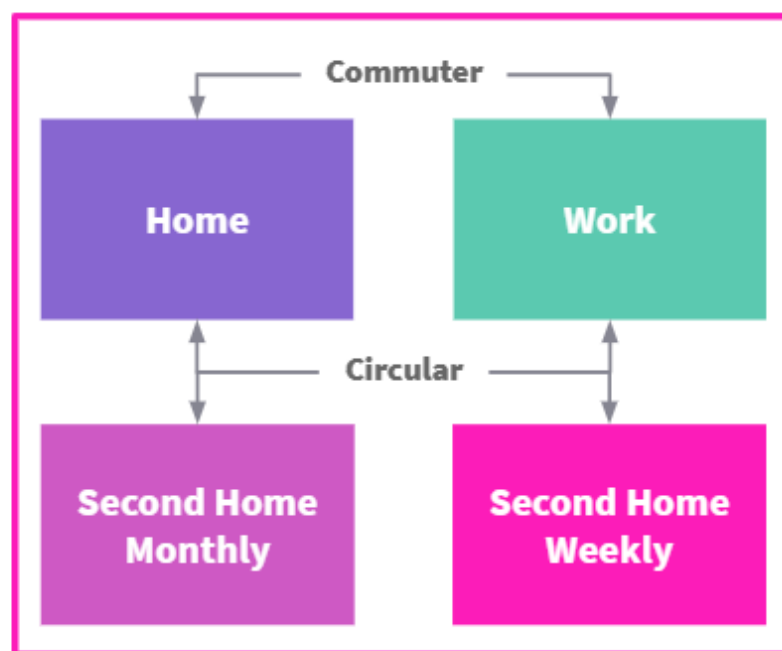 Commuter
Home
Work
Circular
Second Home
Monthly
Second Home
Weekly